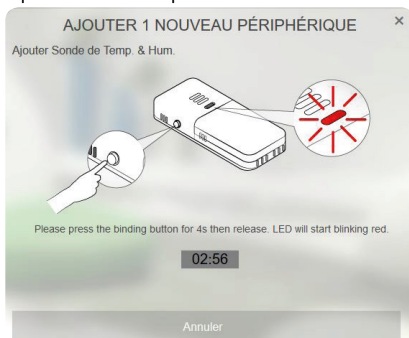 AJOUTER 1 NOUVEAU PÉRIPHÉRIQUE
×
Ajouter Sonde de Temp. & Hum.
Please press the binding button for 4s then release. LED will start blinking red.
02:56
Annuler